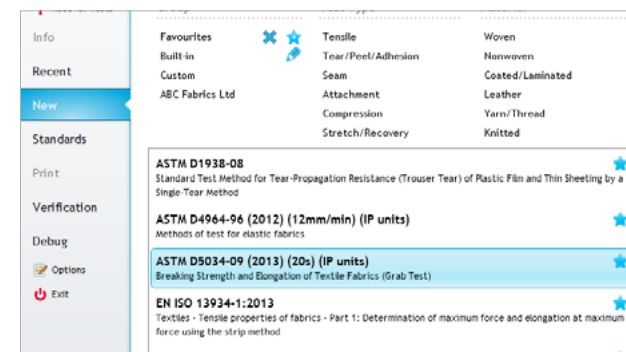 Info
Recent
New
Standards
Print
Verification
Debug
Options
Exit
Favourites
Built-in
Custom
ABC Fabrics Ltd
Tensile
Tear/Peel/Adhesion
Seam
Attachment
Compression
Stretch/Recovery
Woven
Nonwoven
Coated/Laminated
Leather
Yarn/Thread
Knitted
ASTM D1938-08
Standard Test Method for Tear-Propagation Resistance (Trouser Tear) of Plastic Film and Thin Sheeting by a
Single-Tear Method
ASTM D4964-96 (2012) (12mm/min) (IP units)
Methods of test for elastic fabrics
ASTM D5034-09 (2013) (20s) (IP units)
Breaking Strength and Elongation of Textile Fabrics (Grab Test)
EN ISO 13934-1:2013
Textiles - Tensile properties of fabrics - Part 1: Determination of maximum force and elongation at maximum
force using the strip method